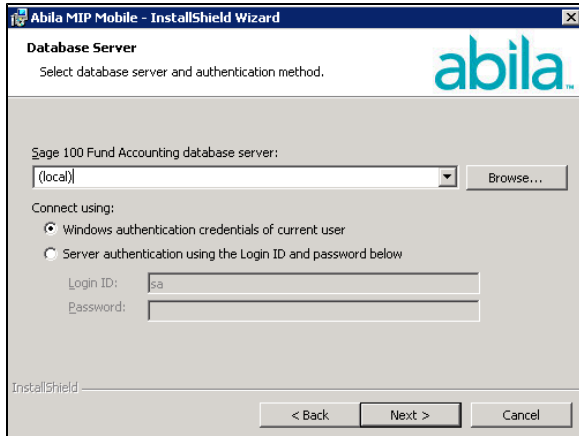 Abila MIP Mobile - InstallShield Wizard
Database Server
Select database server and authentication method.
abila
Sage 100 Fund Accounting database server:
(local)
Browse...
Connect using:
Windows authentication credentials of current user
Server authentication using the Login ID and password below
Login ID:
sa
Password:
InstallShield
< Back
Next >
Cancel